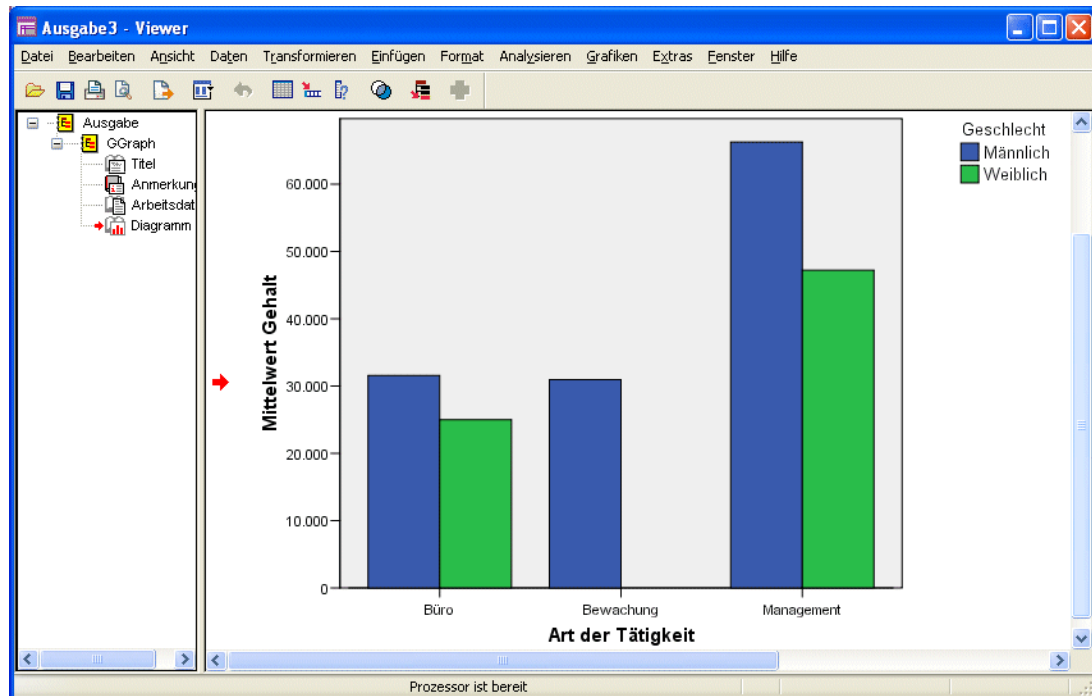 Ausgabe3 - Viewer
Datei Bearbeiten Ansicht Daten Transformieren Einfügen Format Analysieren Grafiken Extras Fenster Hilfe
Ausgabe
GGraph
Titel
Anmerkun
Arbeitsdat
Diagramm
Geschlecht
Männlich
Weiblich
Mittelwert Gehalt
60.000
50.000
40.000
30.000
20.000
10.000
0
Büro Bewachung Management
Art der Tätigkeit
Prozessor ist bereit